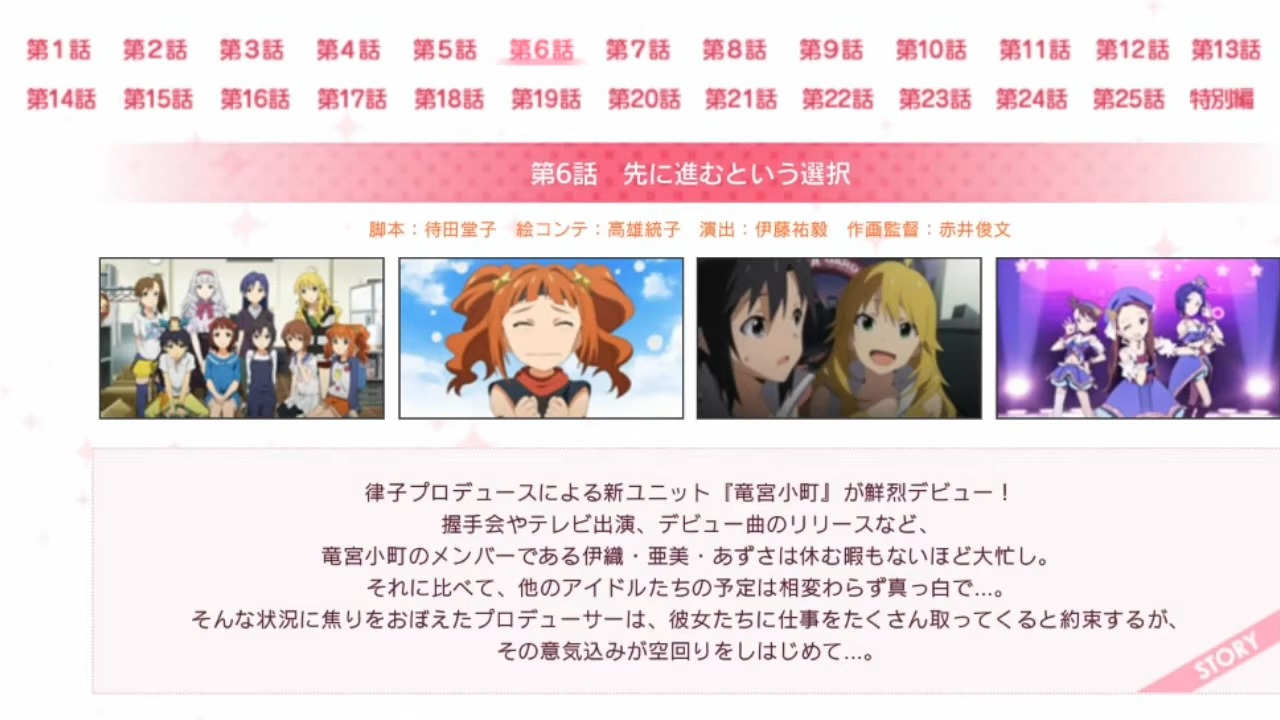 第1話 第2話 第3話 第4話 第5話 第6話 第7話 第8話 第9話 第10話 第11話 第12話 第13話
第14話 第15話 第16話 第17話 第18話 第19話 第20話 第21話 第22話 第23話 第24話 第25話 特別編
第6話　先に進むという選択
脚本：待田堂子　絵コンテ：高雄統子　演出：伊藤祐毅　作画監督：赤井俊文
律子プロデュースによる新ユニット『竜宮小町』が鮮烈デビュー！
握手会やテレビ出演、デビュー曲のリリースなど、
竜宮小町のメンバーである伊織・亜美・あずさは休む暇もないほど大忙し。
それに比べて、他のアイドルたちの予定は相変わらず真っ白で…。
そんな状況に焦りをおぼえたプロデューサーは、彼女たちに仕事をたくさん取ってくると約束するが、
その意気込みが空回りをしはじめて…。
STORY